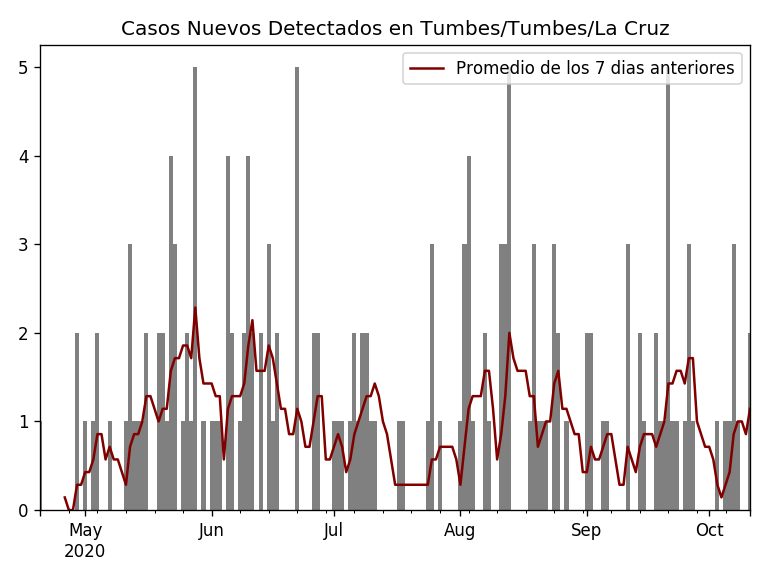 Casos Nuevos Detectados en Tumbes/Tumbes/La Cruz
Promedio de los 7 dias anteriores
5
4
3
2
1
0
May Jun Jul Aug Sep Oct
2020